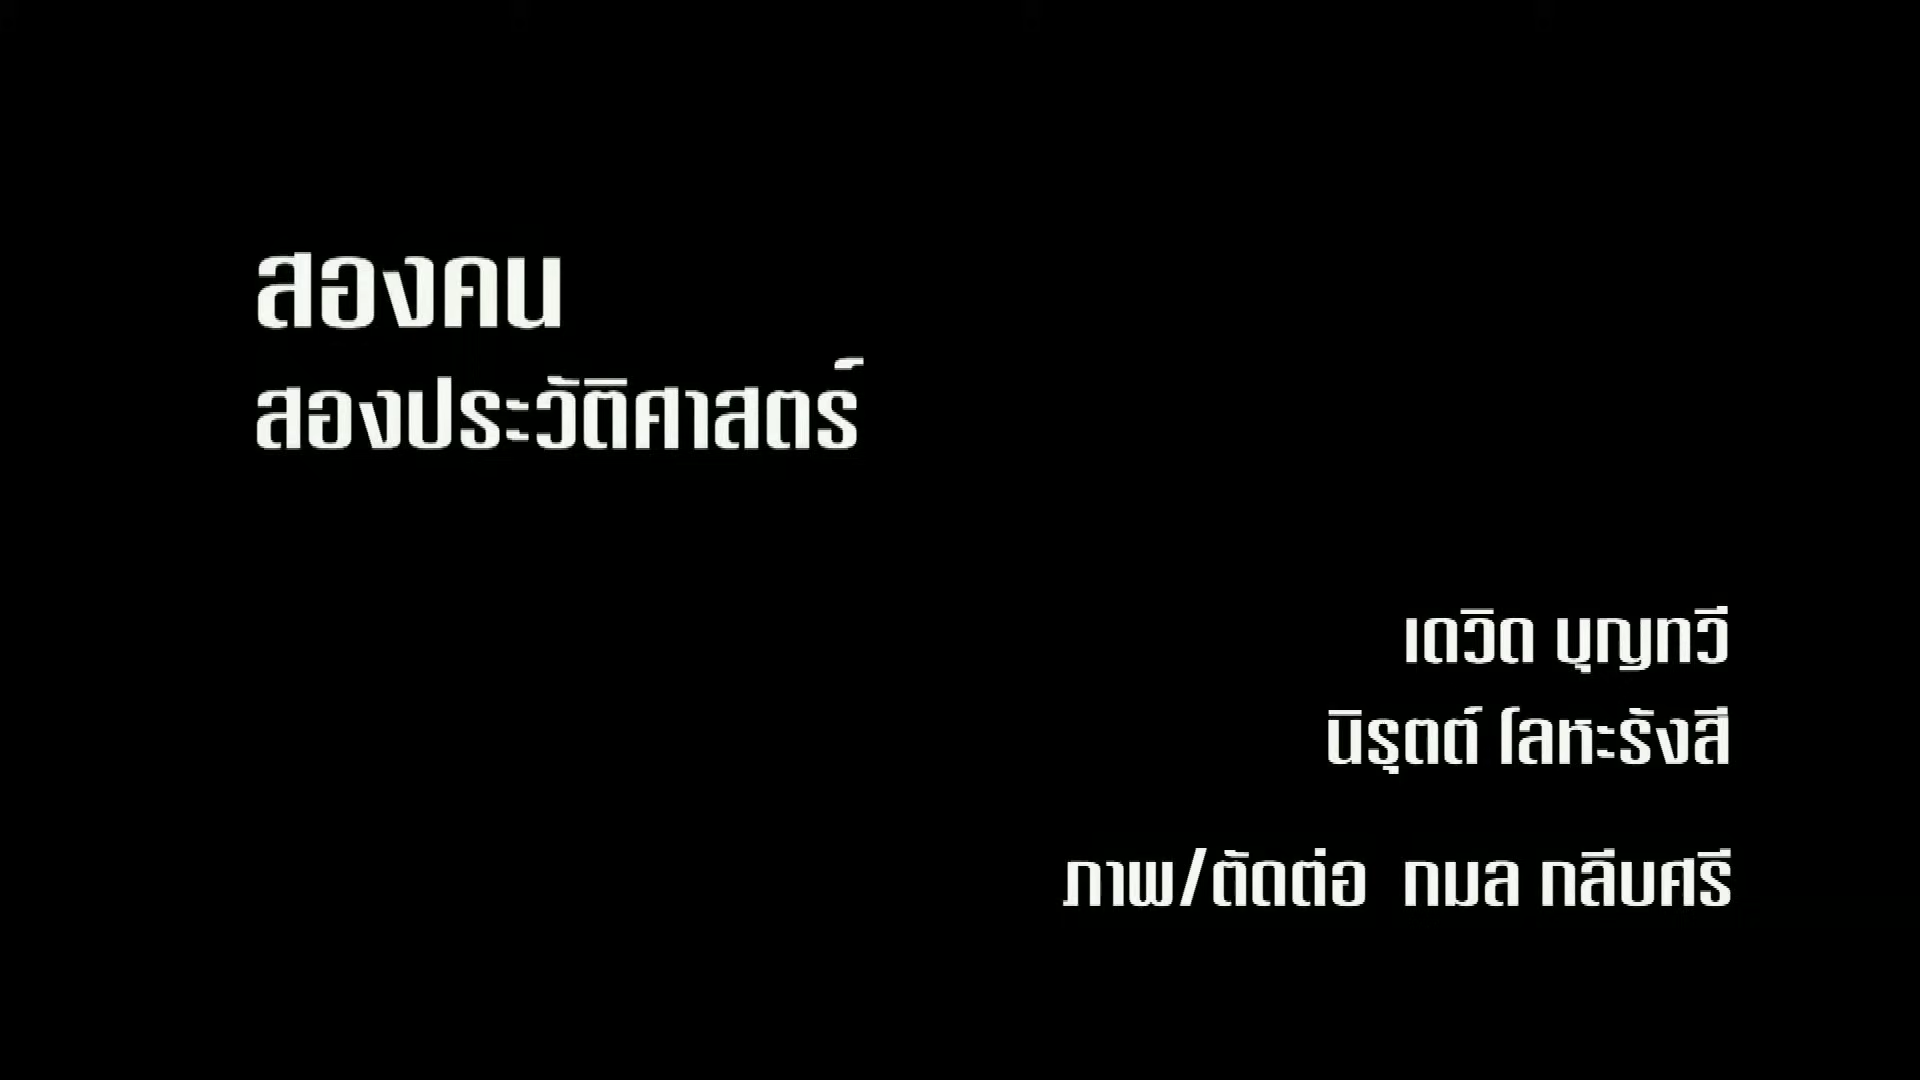 สองคน
สองประวัติศาสตร์
เดวิด บุญทวี
นิรุตต์ โลหะรังสี
ภาพ/ตัดต่อ กมล กลีบศรี